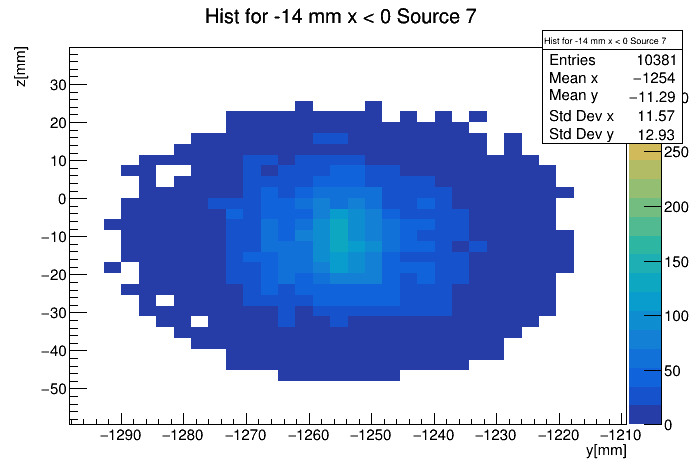 Hist for -14 mm x < 0 Source 7
z[mm]
Hist for -14 mm x < 0 Source 7
Entries 10381
Mean x −1254
Mean y −11.29
Std Dev x 11.57
Std Dev y 12.93
30
20
10
0
−10
−20
−30
−40
−50
−1290 −1280 −1270 −1260 −1250 −1240 −1230 −1220 −1210
y[mm]
250
200
150
100
50
0